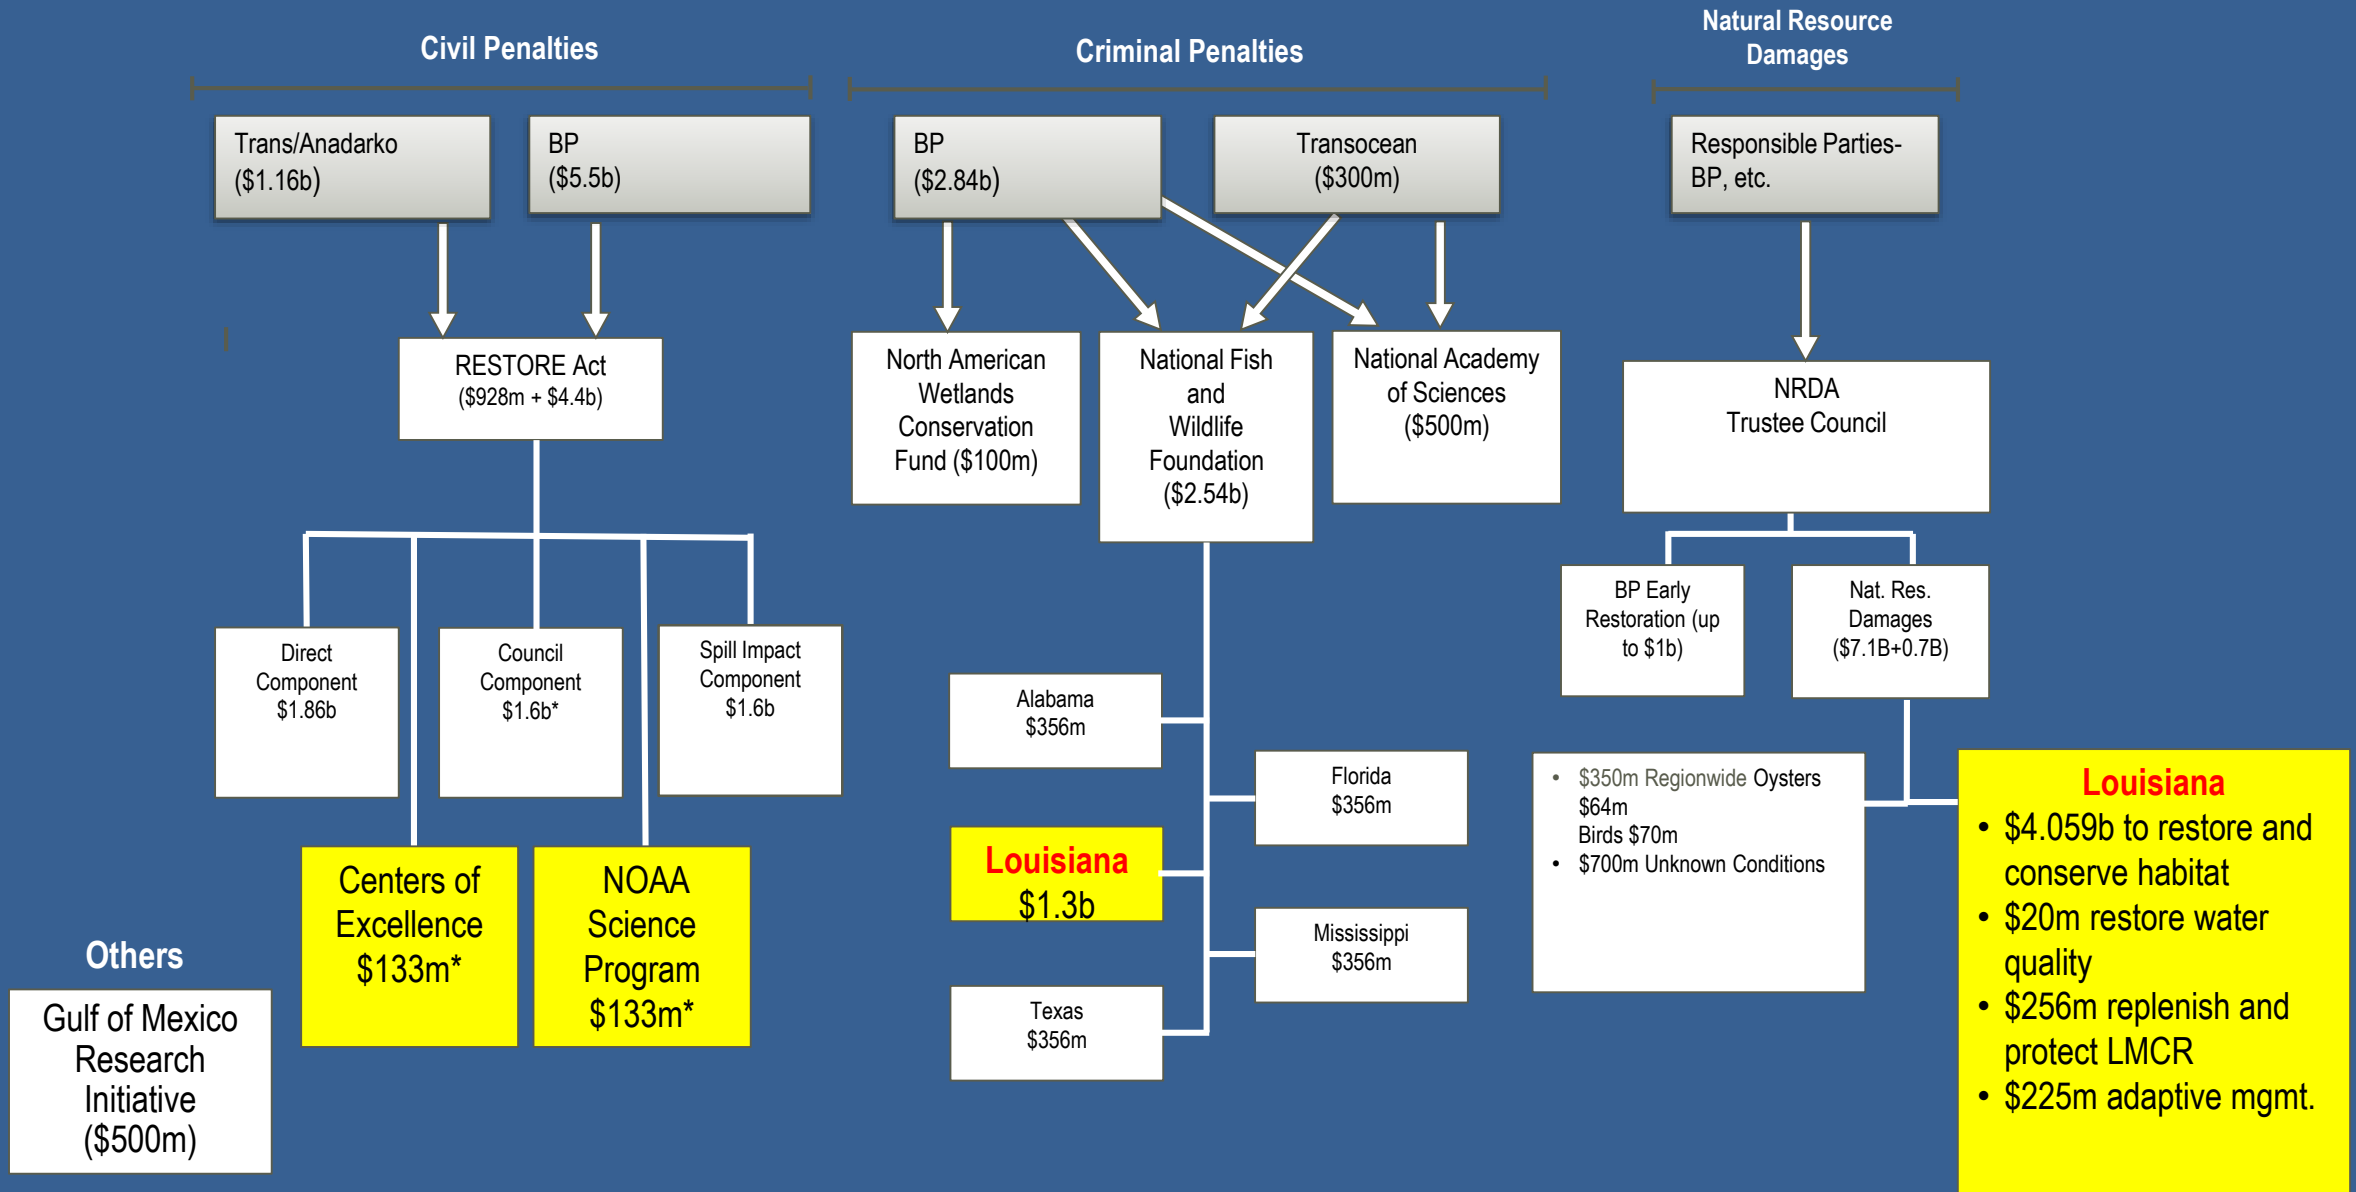 Civil Penalties
Criminal Penalties
Natural Resource
Damages
Trans/Anadarko
($1.16b)
BP
($5.5b)
BP
($2.84b)
Transocean
($300m)
Responsible Parties-
BP, etc.
RESTORE Act
($928m + $4.4b)
North American
Wetlands
Conservation
Fund ($100m)
National Fish
and
Wildlife
Foundation
($2.54b)
National Academy
of Sciences
($500m)
NRDA
Trustee Council
Direct
Component
$1.86b
Council
Component
$1.6b*
Spill Impact
Component
$1.6b
BP Early
Restoration (up
to $1b)
Nat. Res.
Damages
($7.1B+0.7B)
Alabama
$356m
Florida
$356m
Louisiana
$1.3b
Mississippi
$356m
Texas
$356m
• $350m Regionwide Oysters
$64m
Birds $70m
• $700m Unknown Conditions
Louisiana
• $4.059b to restore and
conserve habitat
• $20m restore water
quality
• $256m replenish and
protect LMCR
• $225m adaptive mgmt.
Centers of
Excellence
$133m*
NOAA
Science
Program
$133m*
Others
Gulf of Mexico
Research
Initiative
($500m)